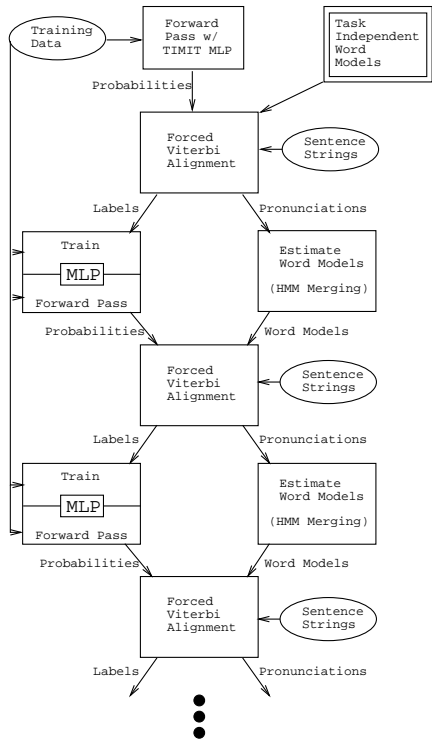 Training
Data
Forward
Pass w/
TIMIT MLP
Task
Independent
Word
Models
Probabilities
Forced
Viterbi
Alignment
Sentence
Strings
Labels
Pronunciations
Train
MLP
Forward Pass
Estimate
Word Models
(HMM Merging)
Probabilities
Word Models
Forced
Viterbi
Alignment
Sentence
Strings
Labels
Pronunciations
Train
MLP
Forward Pass
Estimate
Word Models
(HMM Merging)
Probabilities
Word Models
Forced
Viterbi
Alignment
Sentence
Strings
Labels
Pronunciations